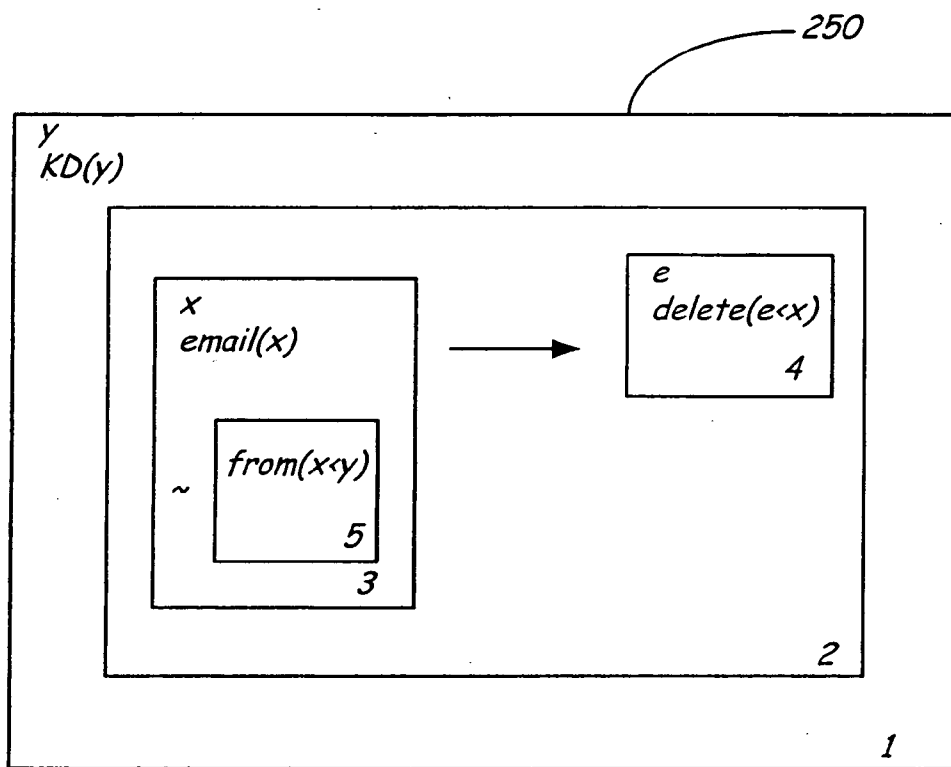 250
y
KD(y)
x
email(x)
~
from(x<y)
5
3
e
delete(e<x)
4
2
1